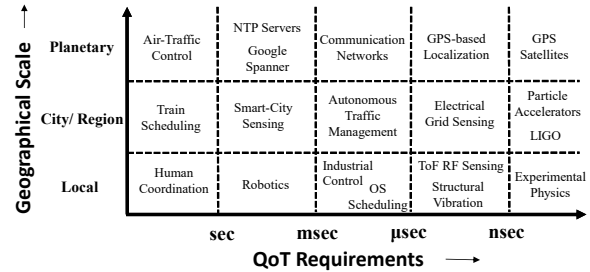 Geographical Scale
Planetary
Air-Traffic
Control
NTP Servers
Google
Spanner
Communication
Networks
GPS-based
Localization
GPS
Satellites
City/ Region
Train
Scheduling
Smart-City
Sensing
Autonomous
Traffic
Management
Electrical
Grid Sensing
Particle
Accelerators
LIGO
Local
Human
Coordination
Robotics
Industrial
Control
OS
Scheduling
ToF RF Sensing
Structural
Vibration
Experimental
Physics
sec
msec
μsec
nsec
QoT Requirements